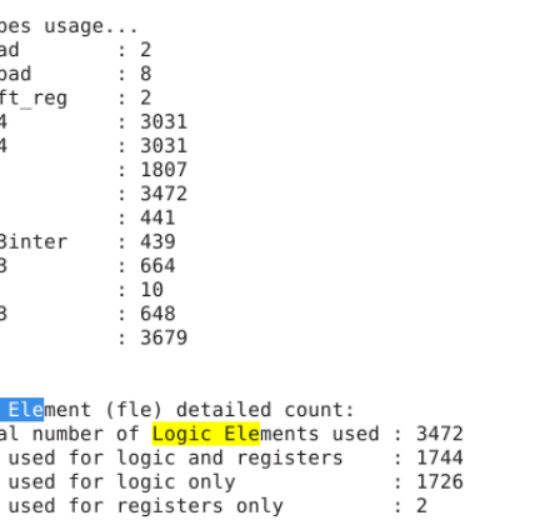 pes usage...
ad : 2
pad : 8
ft_reg : 2
4 : 3031
4 : 3031
: 1807
: 3472
: 441
3inter : 439
3 : 664
: 10
3 : 648
: 3679
Element (fle) detailed count:
al number of Logic Elements used : 3472
used for logic and registers : 1744
used for logic only : 1726
used for registers only : 2